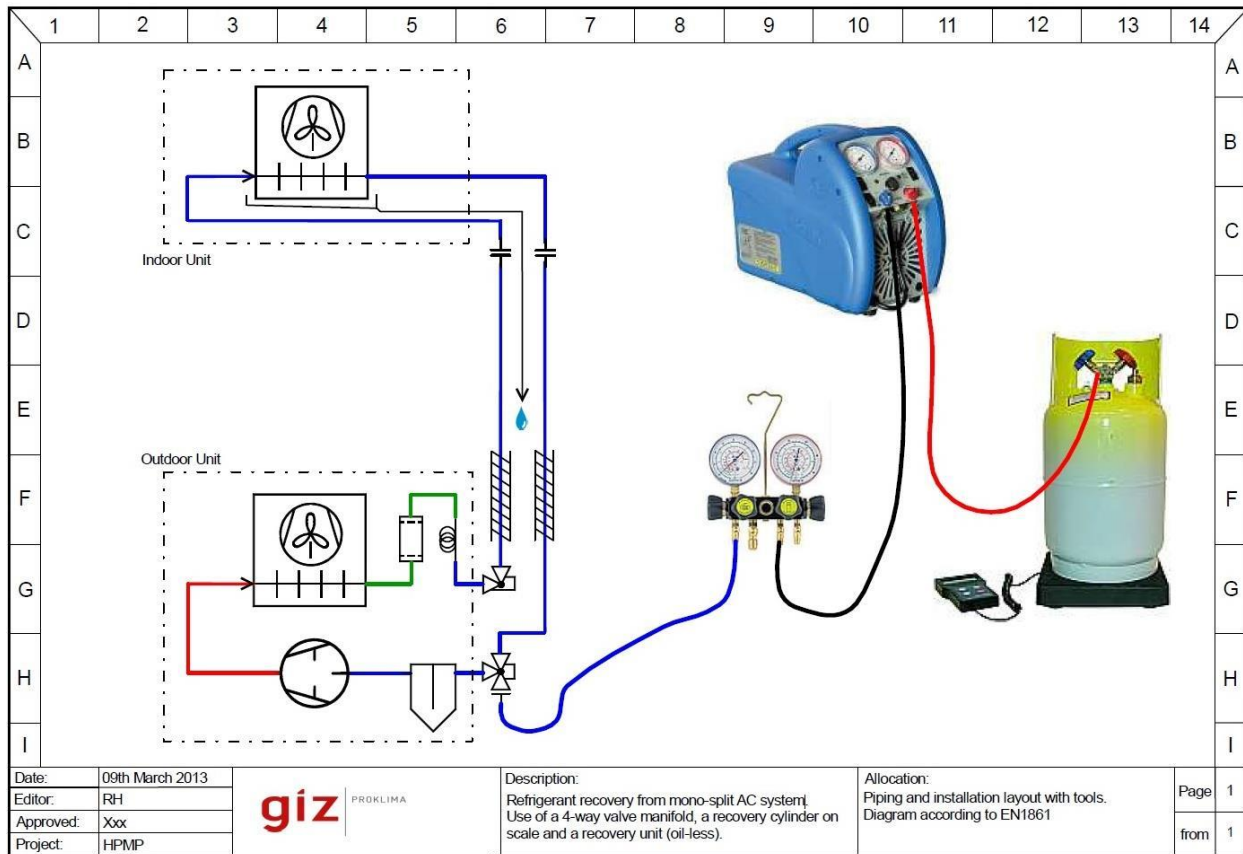 1 2 3 4 5 6 7 8 9 10 11 12 13 14
A A
B B
C C
D D
E E
F F
G G
H H
I I
Indoor Unit
Outdoor Unit
Date: 09th March 2013
Editor: RH
Approved: Xxx
Project: HPMP
giz PROKLIMA
Description:
Refrigerant recovery from mono-split AC system.
Use of a 4-way valve manifold, a recovery cylinder on
scale and a recovery unit (oil-less).
Allocation:
Piping and installation layout with tools.
Diagram according to EN1861
Page 1
from 1